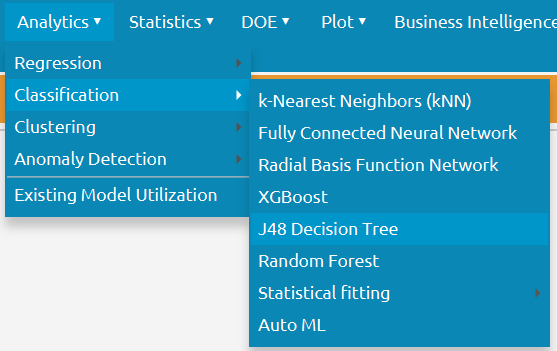 Analytics ▾ Statistics ▾ DOE ▾ Plot ▾ Business Intelligence
Regression
Classification
Clustering
Anomaly Detection
Existing Model Utilization
k-Nearest Neighbors (kNN)
Fully Connected Neural Network
Radial Basis Function Network
XGBoost
J48 Decision Tree
Random Forest
Statistical fitting
Auto ML